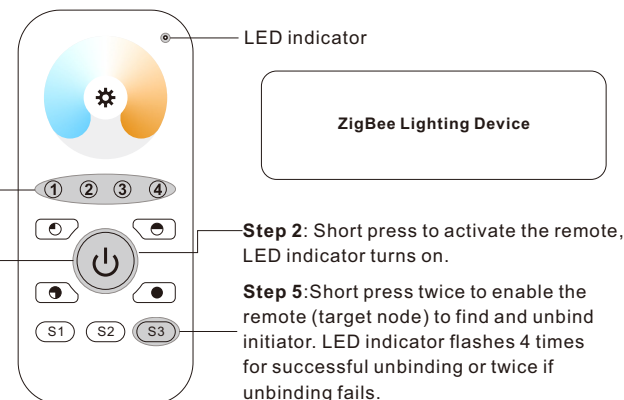 LED indicator
ZigBee Lighting Device
1 2 3 4
Step 2: Short press to activate the remote,
LED indicator turns on.
Step 5:Short press twice to enable the
remote (target node) to find and unbind
initiator. LED indicator flashes 4 times
for successful unbinding or twice if
unbinding fails.
S1 S2 S3